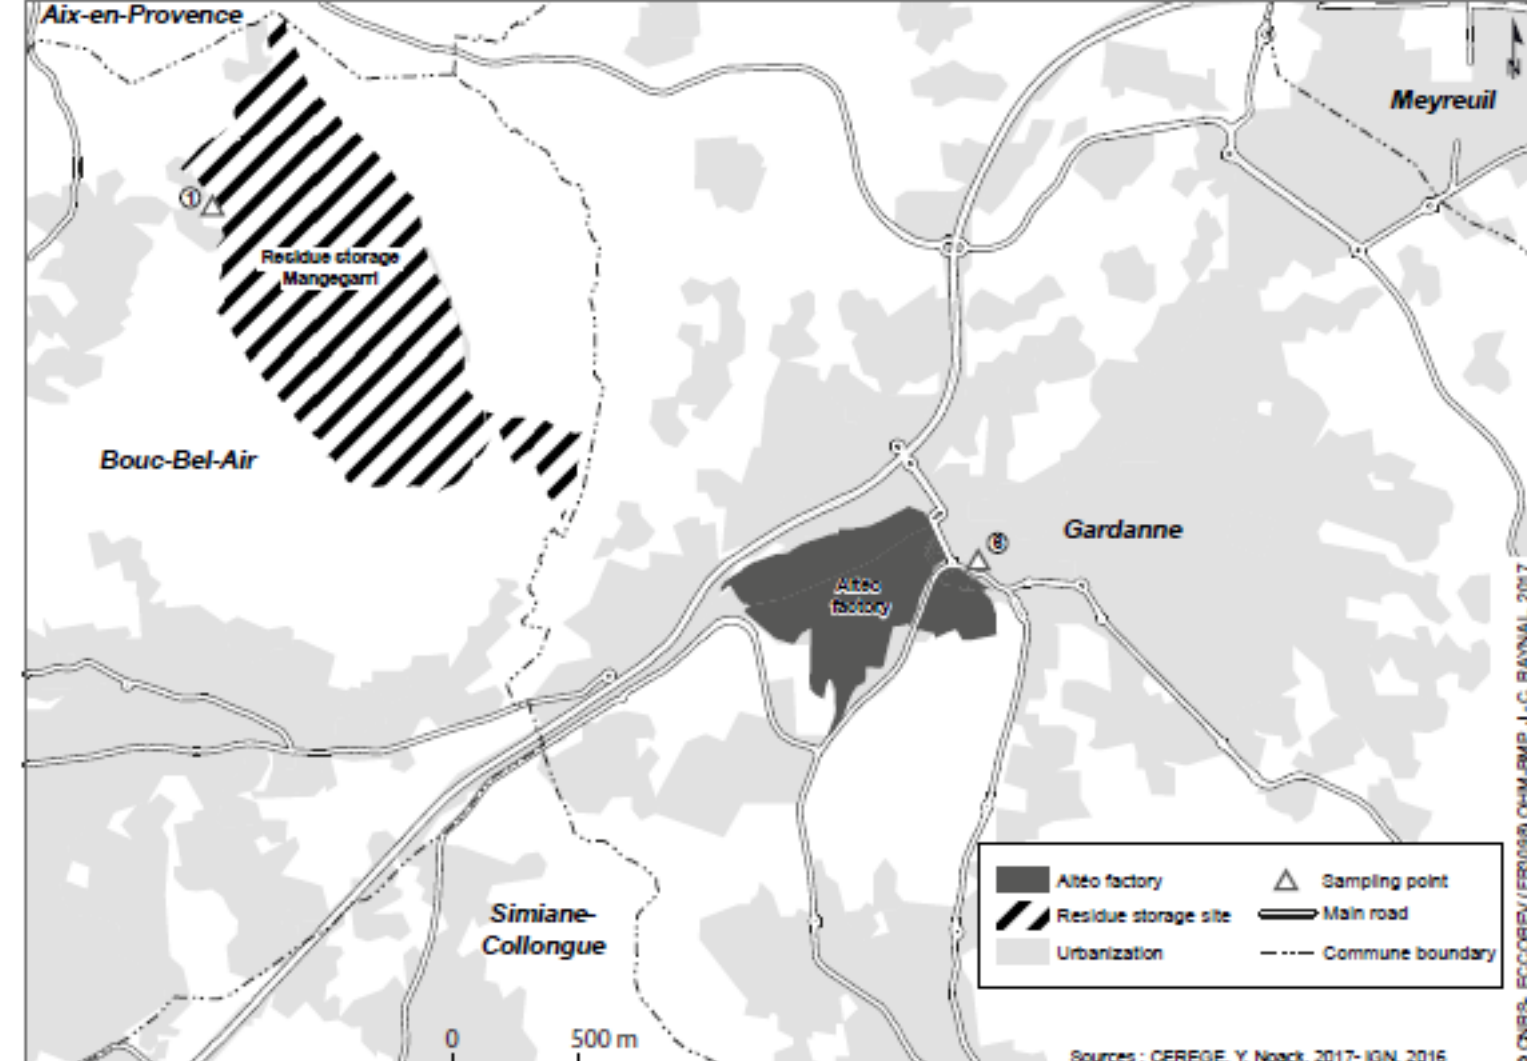 Aix-en-Provence
Meyreuil
N
①
Residue storage
Mangegarri
Bouc-Bel-Air
Gardanne
Altéo
factory
Simiane-
Collongue
Altéo factory
Sampling point
Residue storage site
Main road
Urbanization
Commune boundary
0 500 m
Sources : CEREGE, Y. Noack, 2017- IGN, 2016